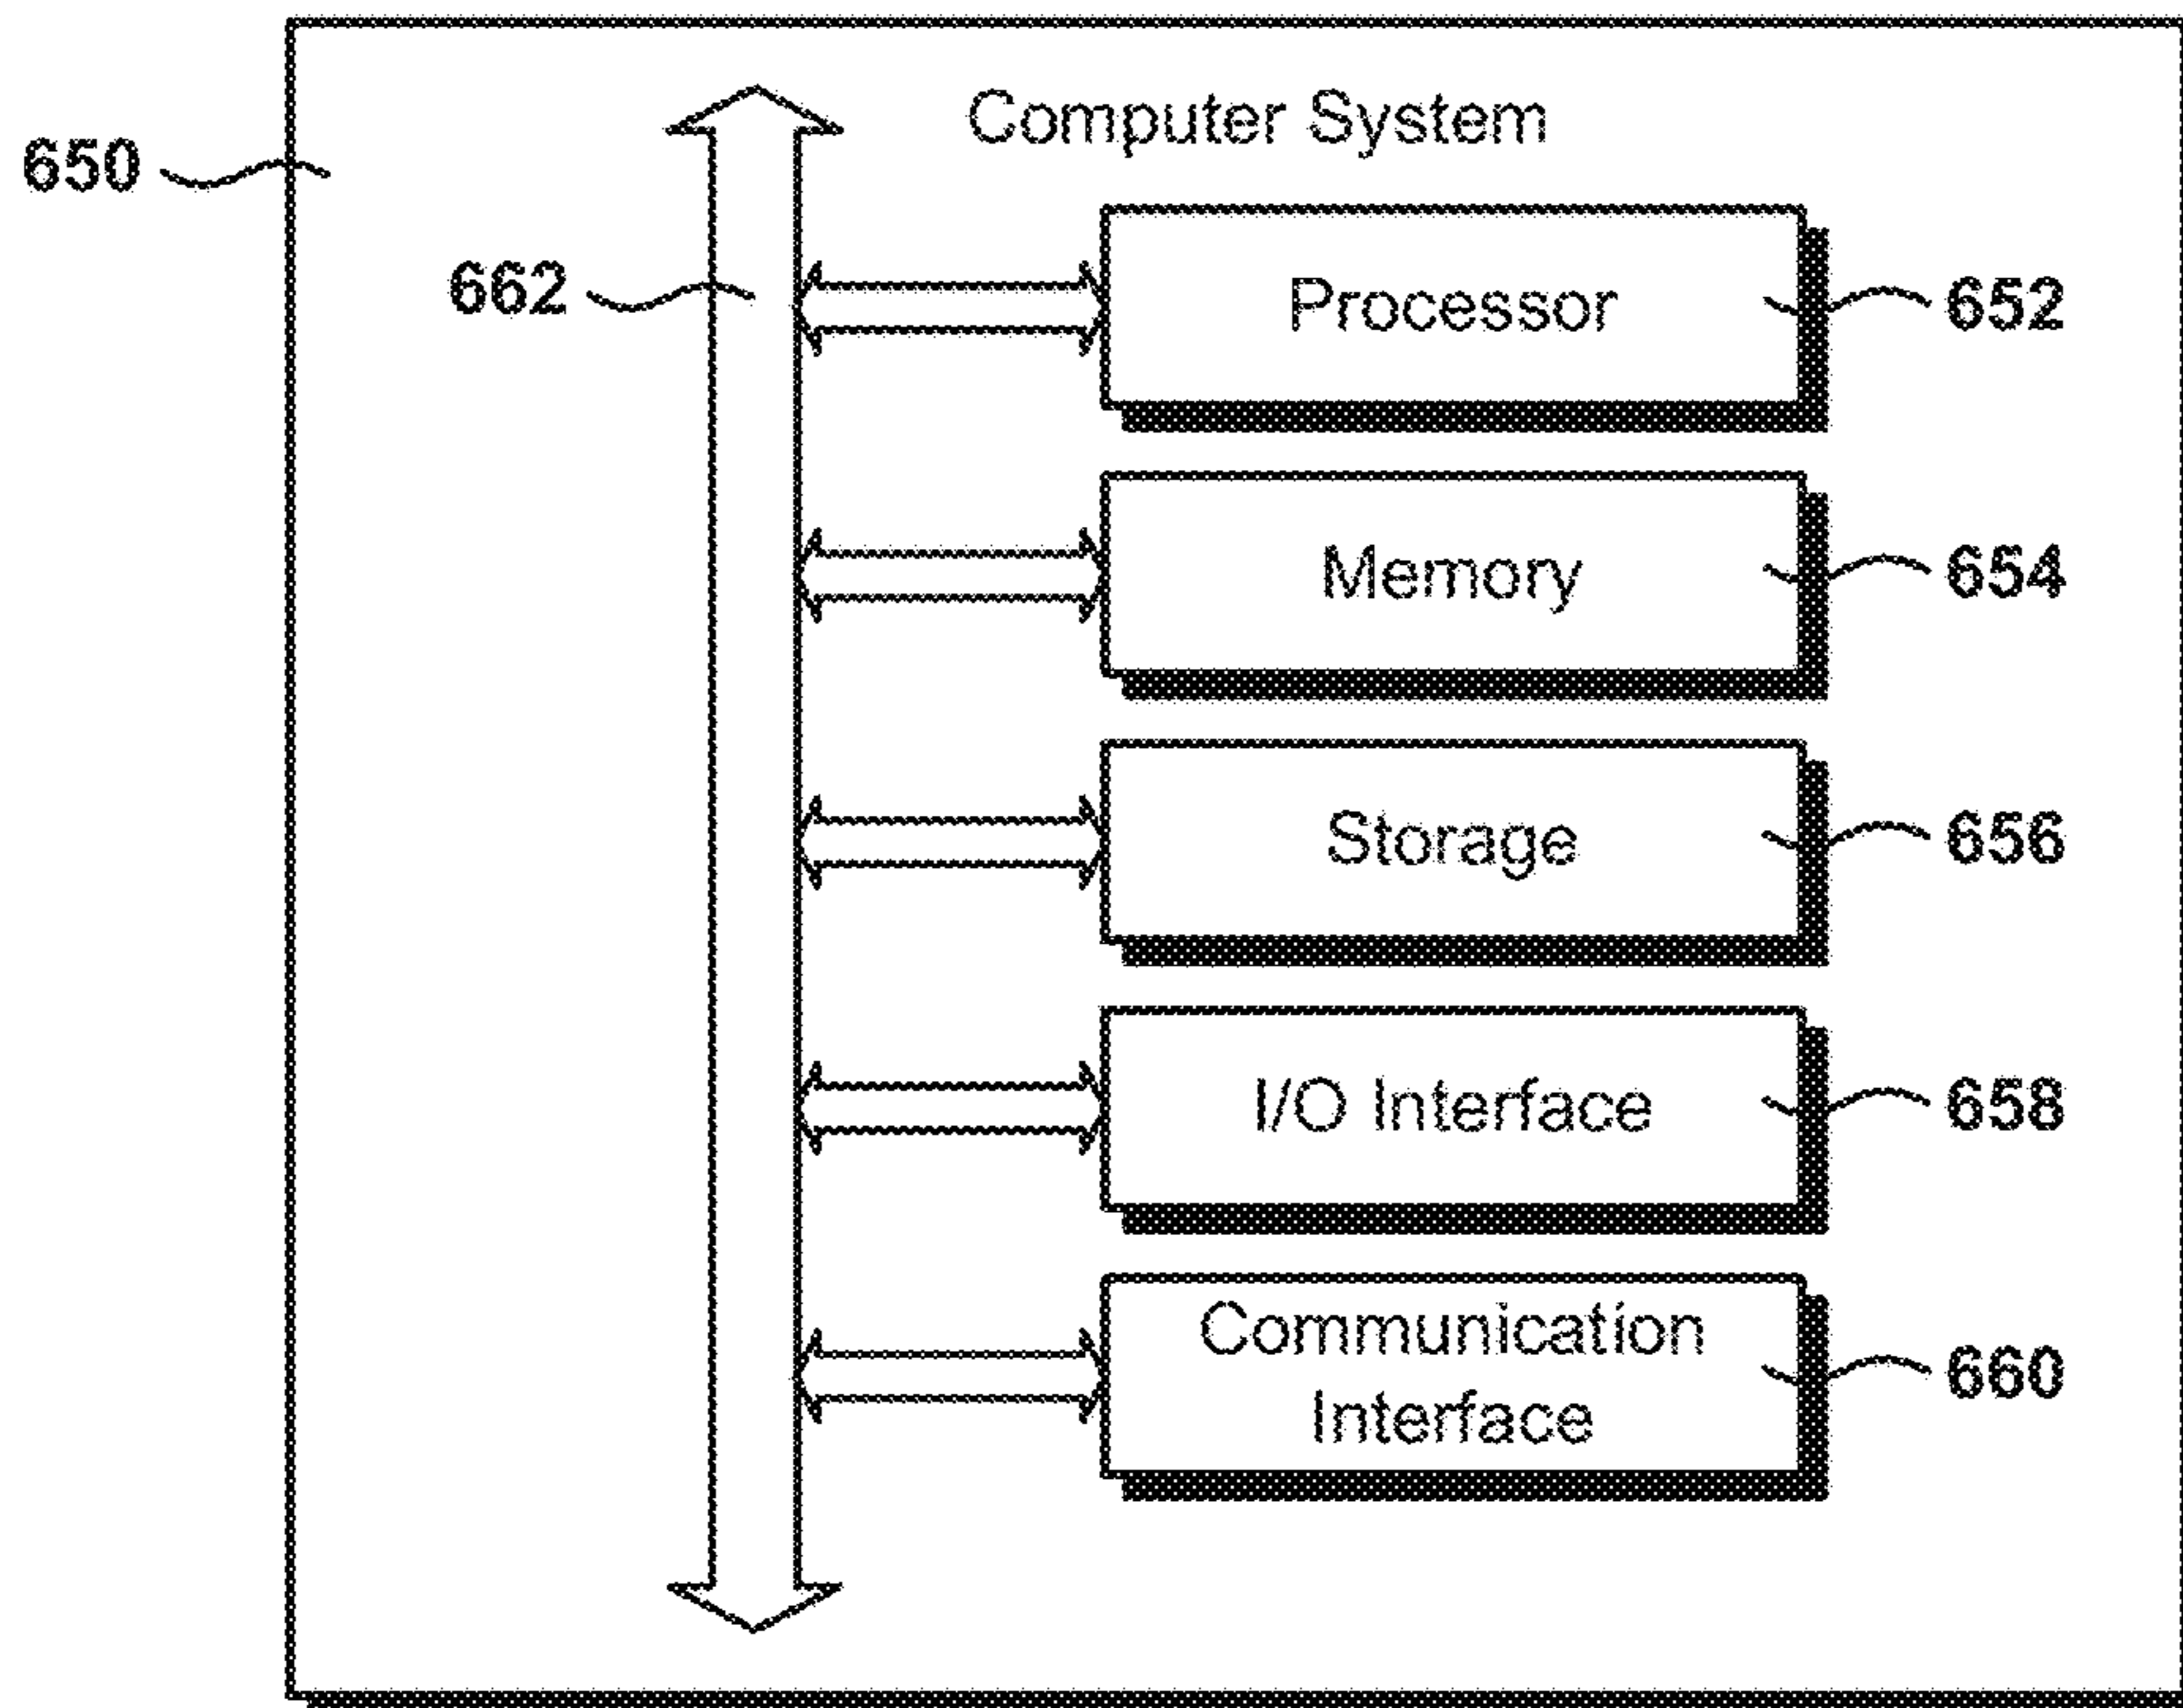 Computer System
650
662
Processor
652
Memory
654
Storage
656
I/O Interface
658
Communication
Interface
660